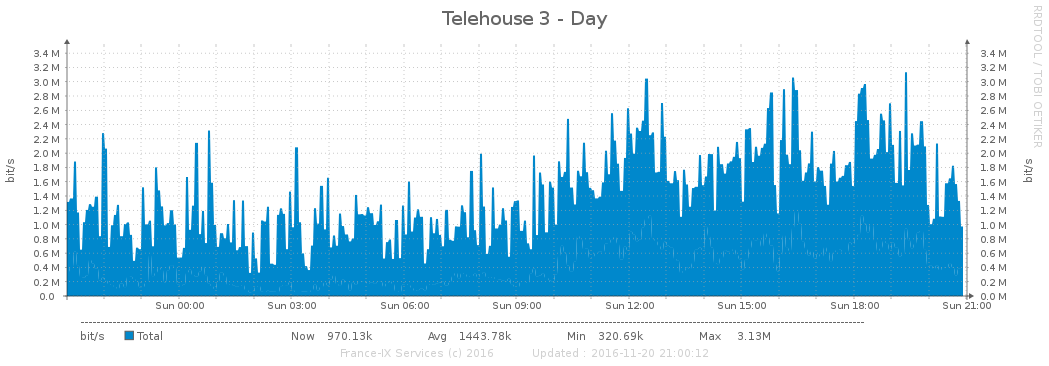 Telehouse 3 - Day
RRDTOOL / TOBI OETIKER
bit/s
3.4 M
3.2 M
3.0 M
2.8 M
2.6 M
2.4 M
2.2 M
2.0 M
1.8 M
1.6 M
1.4 M
1.2 M
1.0 M
0.8 M
0.6 M
0.4 M
0.2 M
0.0
3.4 M
3.2 M
3.0 M
2.8 M
2.6 M
2.4 M
2.2 M
2.0 M
1.8 M
1.6 M
1.4 M
1.2 M
1.0 M
0.8 M
0.6 M
0.4 M
0.2 M
0.0 M
bit/s
Sun 00:00 Sun 03:00 Sun 06:00 Sun 09:00 Sun 12:00 Sun 15:00 Sun 18:00 Sun 21:00
bit/s Total Now 970.13k Avg 1443.78k Min 320.69k Max 3.13M
France-IX Services (c) 2016 Updated : 2016-11-20 21:00:12